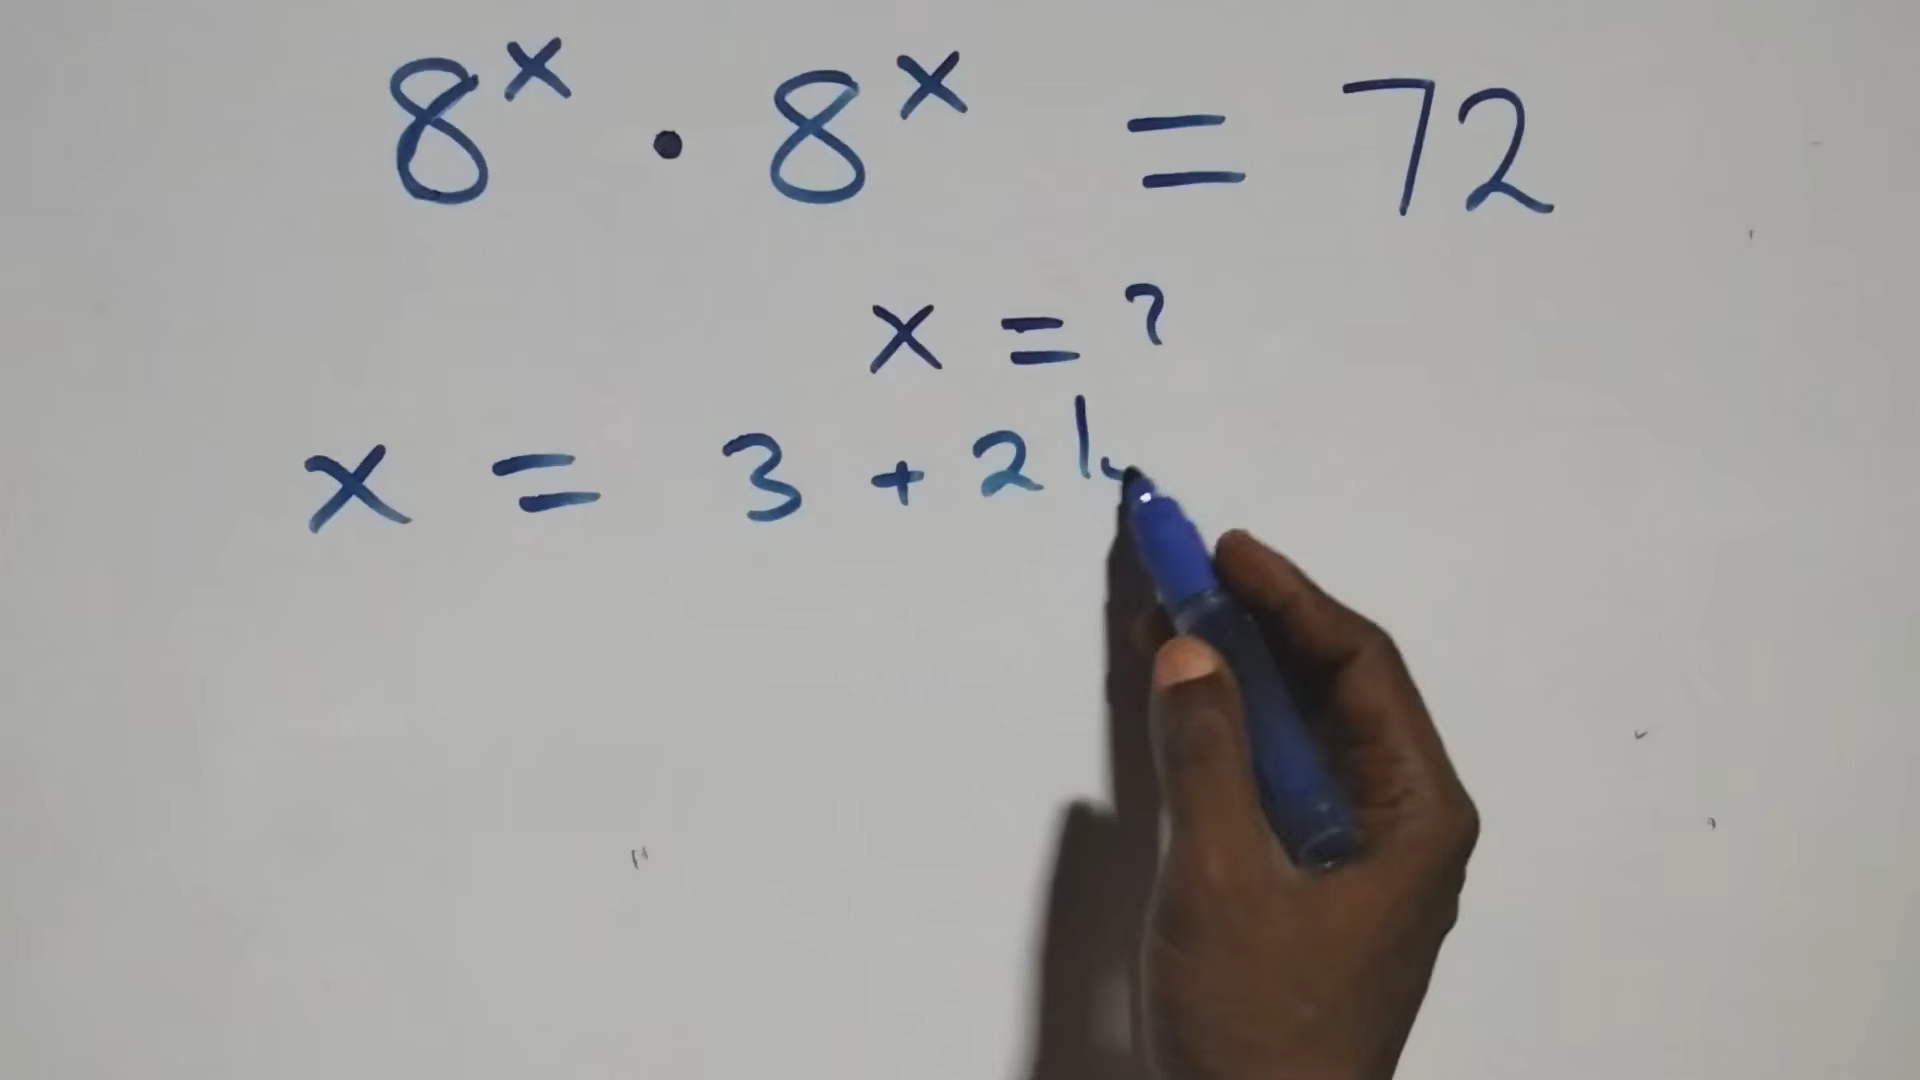 8^x · 8^x = 72
x = ?
x = 3 + 2 l